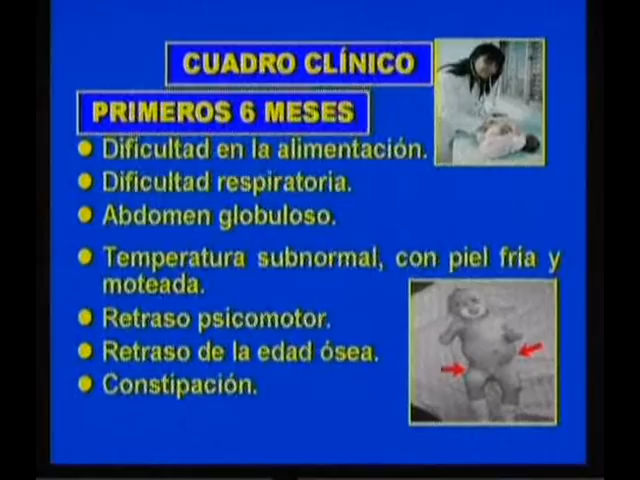 CUADRO CLÍNICO
PRIMEROS 6 MESES
Dificultad en la alimentación.
Dificultad respiratoria.
Abdomen globuloso.
Temperatura subnormal, con piel fría y
moteada.
Retraso psicomotor.
Retraso de la edad ósea.
Constipación.